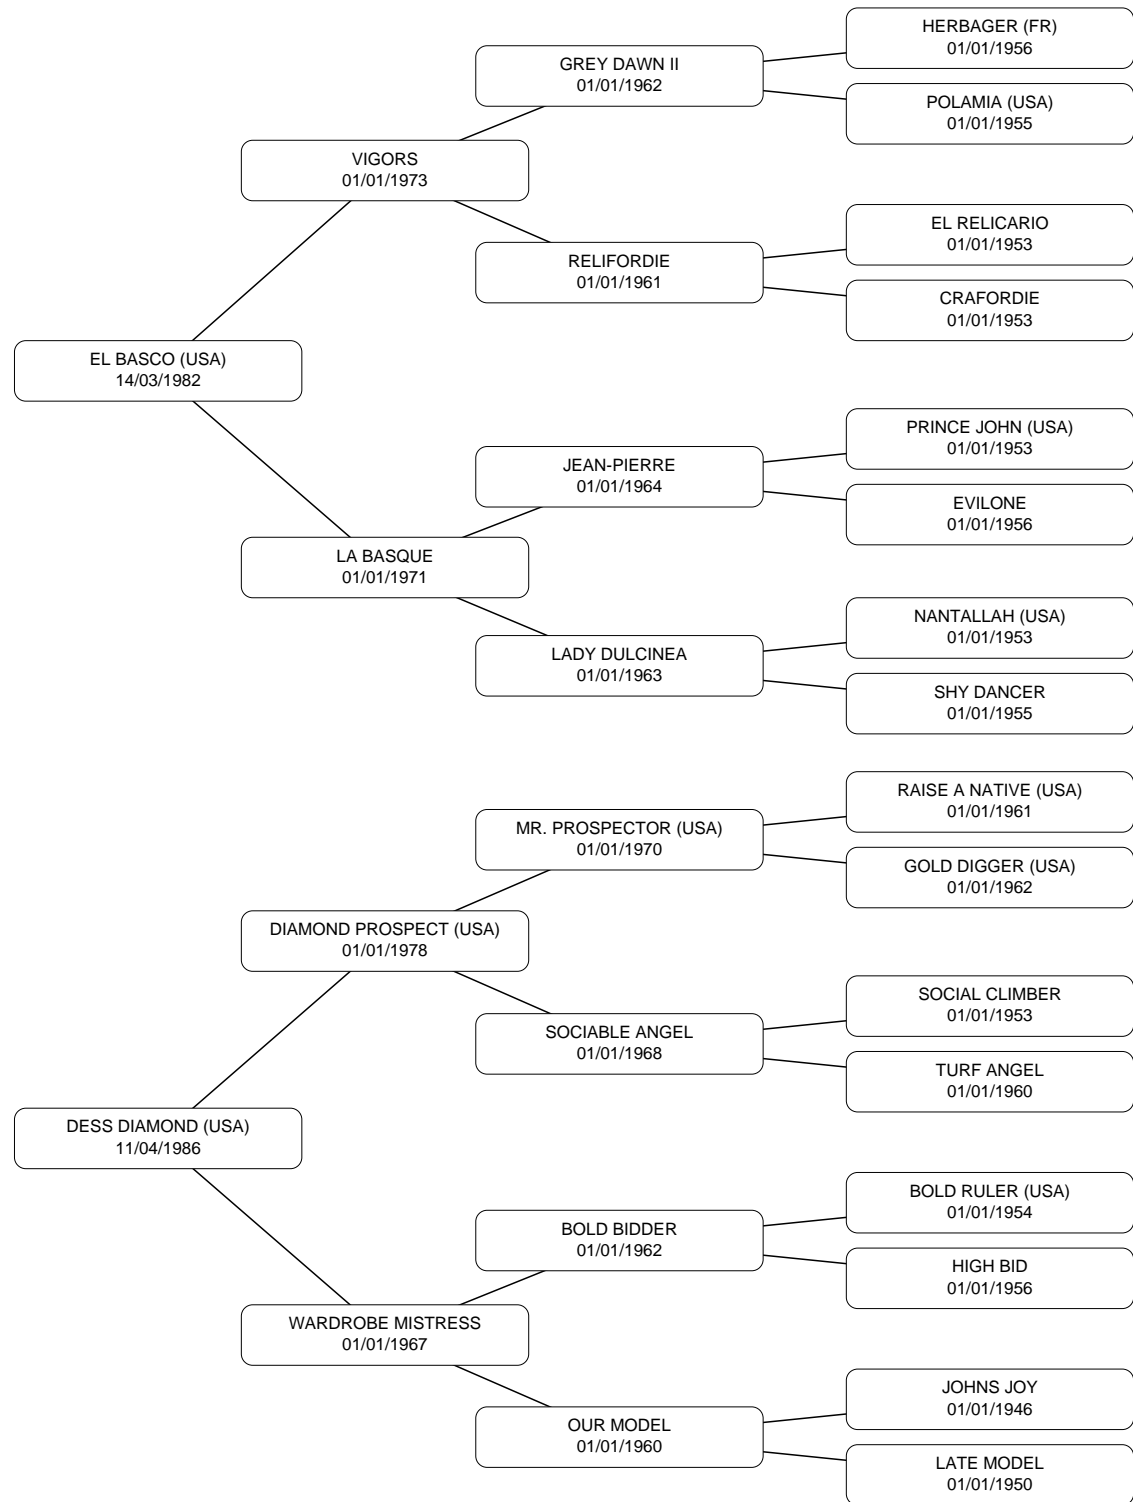 HERBAGER (FR)
01/01/1956
GREY DAWN II
01/01/1962
POLAMIA (USA)
01/01/1955
VIGORS
01/01/1973
EL RELICARIO
01/01/1953
RELIFORDIE
01/01/1961
CRAFORDIE
01/01/1953
EL BASCO (USA)
14/03/1982
PRINCE JOHN (USA)
01/01/1953
JEAN-PIERRE
01/01/1964
EVILONE
01/01/1956
LA BASQUE
01/01/1971
NANTALLAH (USA)
01/01/1953
LADY DULCINEA
01/01/1963
SHY DANCER
01/01/1955
RAISE A NATIVE (USA)
01/01/1961
MR. PROSPECTOR (USA)
01/01/1970
GOLD DIGGER (USA)
01/01/1962
DIAMOND PROSPECT (USA)
01/01/1978
SOCIAL CLIMBER
01/01/1953
SOCIABLE ANGEL
01/01/1968
TURF ANGEL
01/01/1960
DESS DIAMOND (USA)
11/04/1986
BOLD RULER (USA)
01/01/1954
BOLD BIDDER
01/01/1962
HIGH BID
01/01/1956
WARDROBE MISTRESS
01/01/1967
JOHNS JOY
01/01/1946
OUR MODEL
01/01/1960
LATE MODEL
01/01/1950